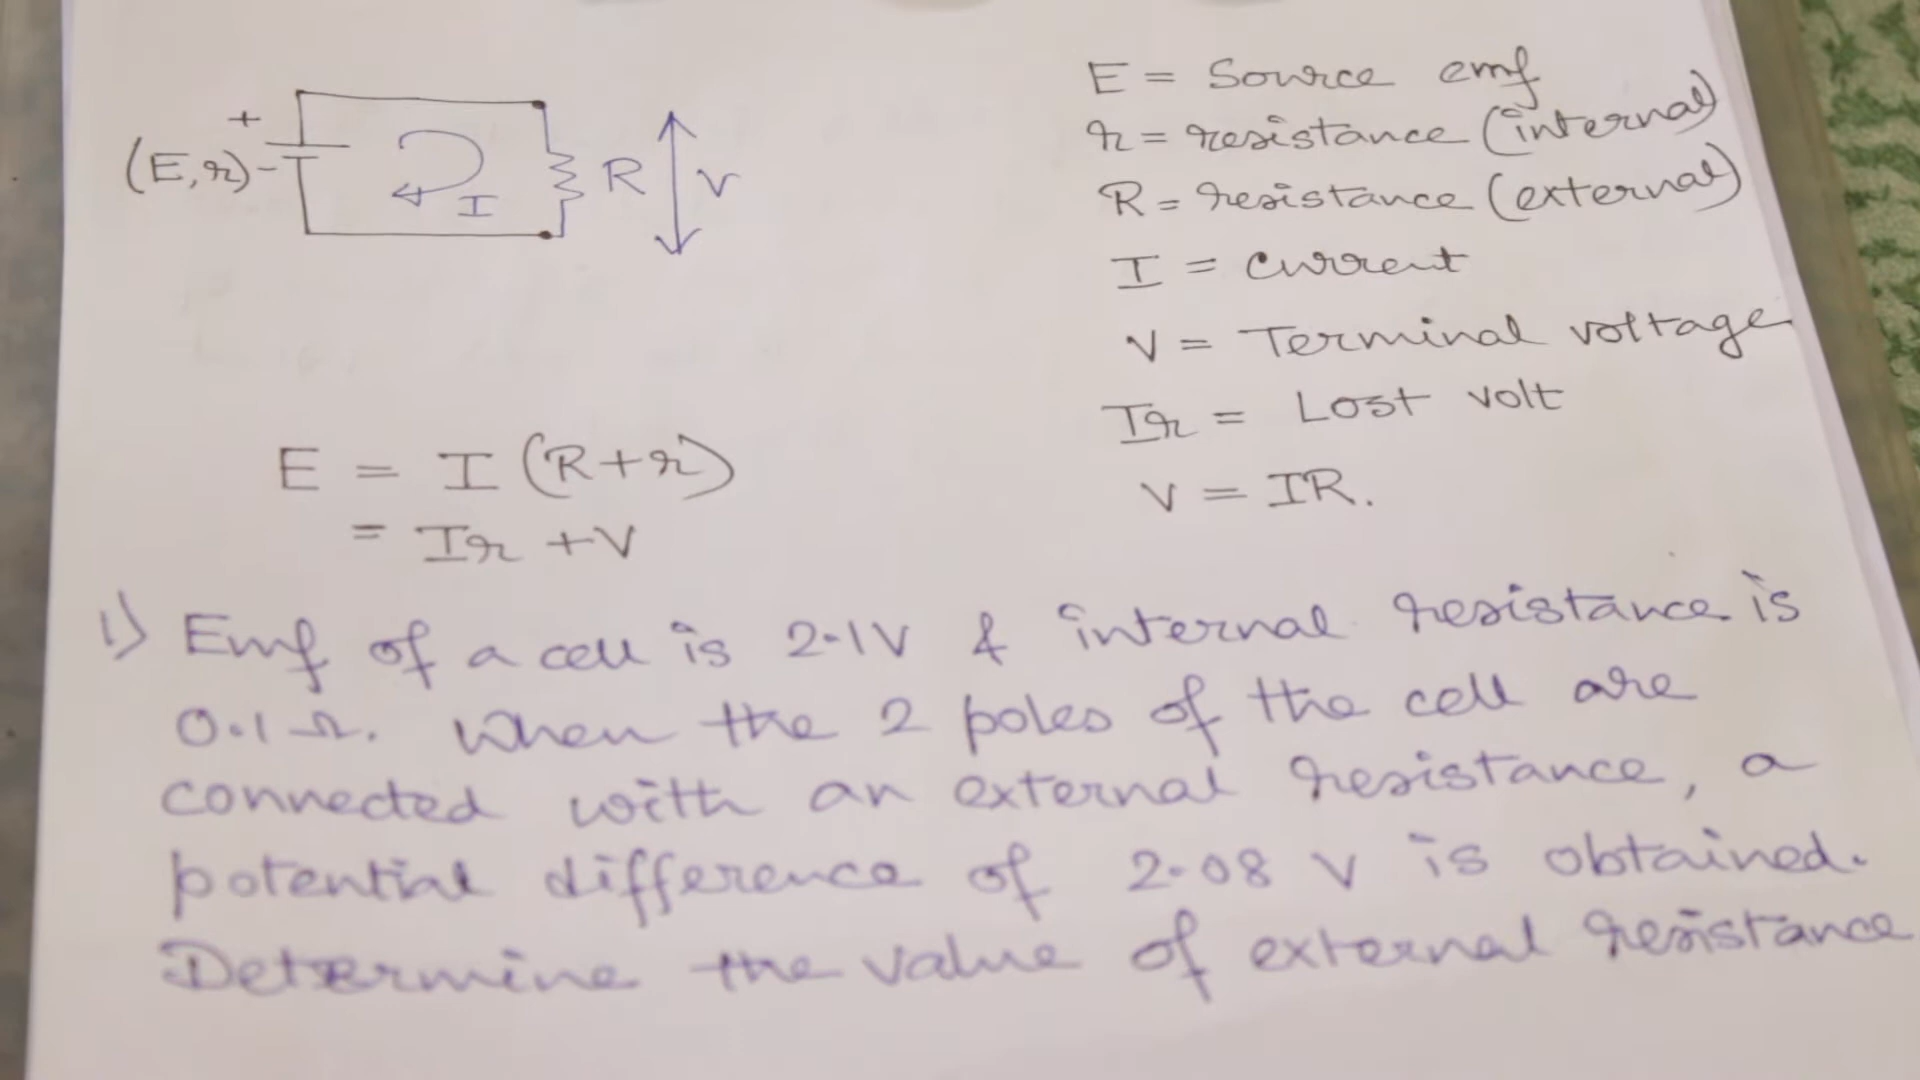 +
(E,r)-
I
R
V
E = Source emf
r = resistance (internal)
R = resistance (external)
I = Current
V = Terminal voltage
Ir = Lost volt
V = IR.
E = I (R+r)
= Ir + V
1) Emf of a cell is 2.1V & internal resistance is
0.1 Ω. When the 2 poles of the cell are
connected with an external resistance, a
potential difference of 2.08 V is obtained.
Determine the value of external resistance